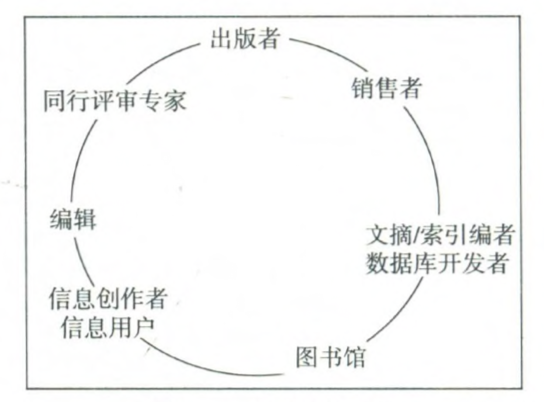 出版者
销售者
同行评审专家
编辑
文摘/索引编者
数据库开发者
信息创作者
信息用户
图书馆